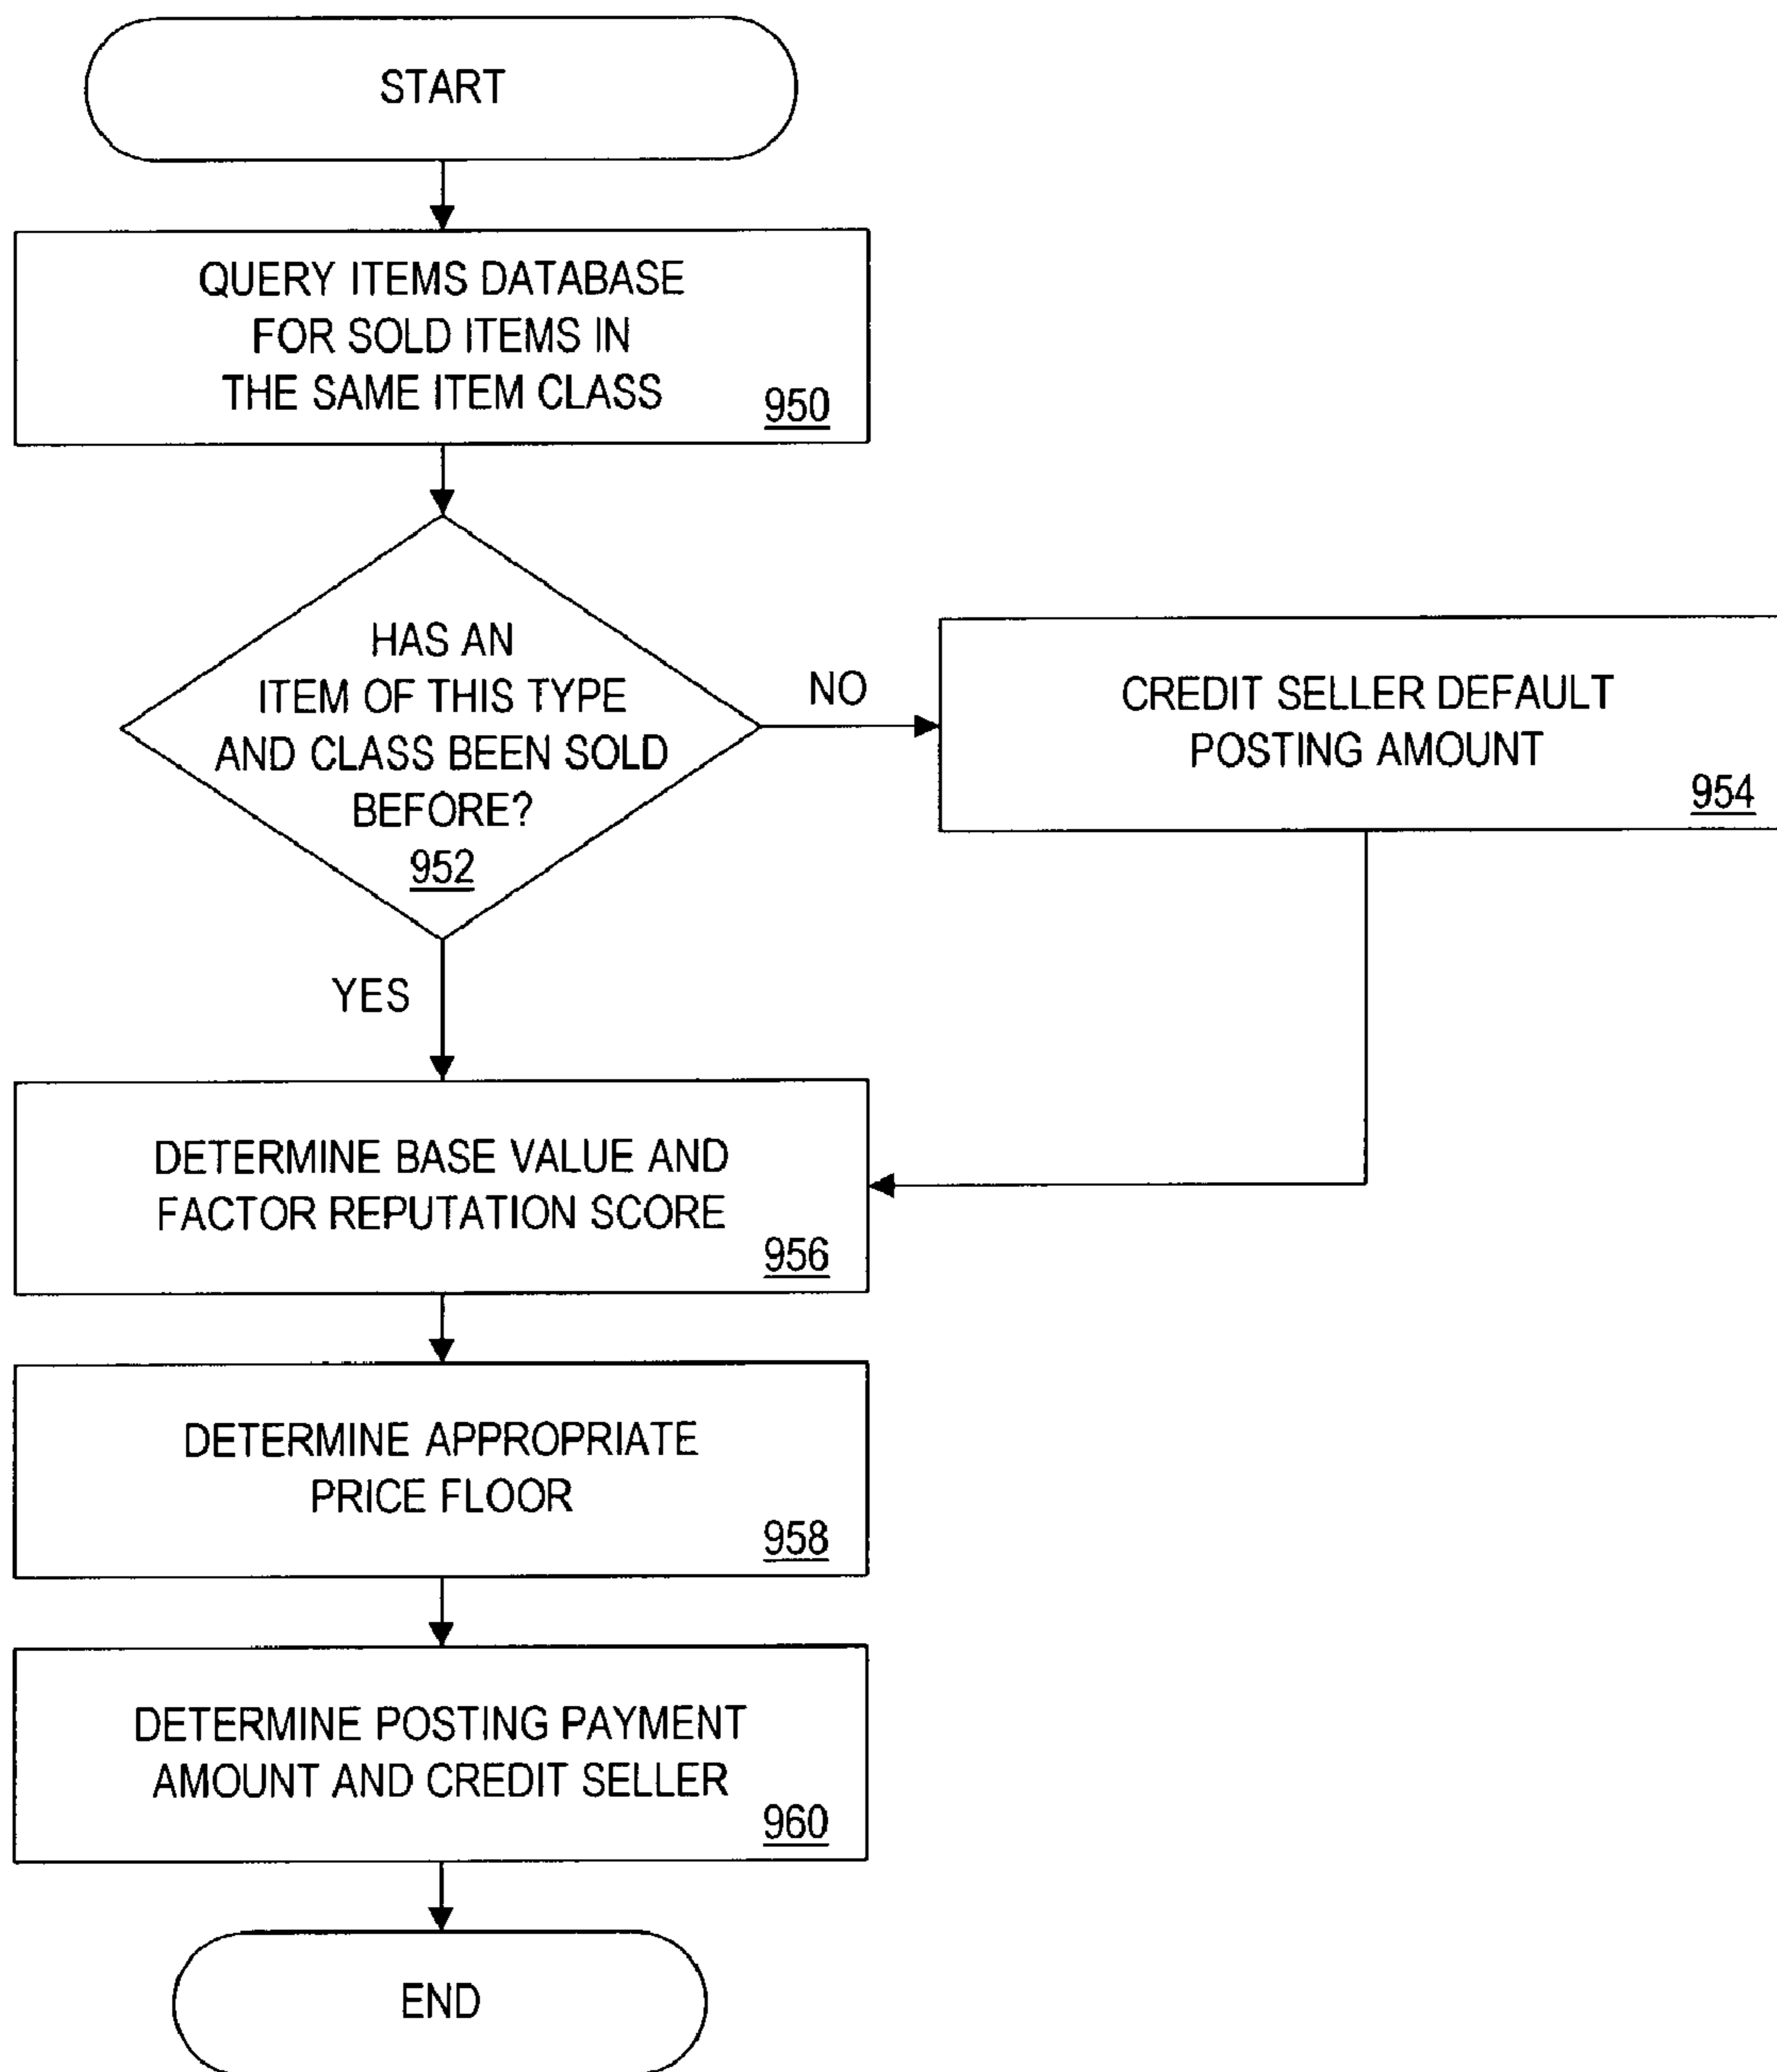 START
QUERY ITEMS DATABASE
FOR SOLD ITEMS IN
THE SAME ITEM CLASS
950
HAS AN
ITEM OF THIS TYPE
AND CLASS BEEN SOLD
BEFORE?
952
NO
CREDIT SELLER DEFAULT
POSTING AMOUNT
954
YES
DETERMINE BASE VALUE AND
FACTOR REPUTATION SCORE
956
DETERMINE APPROPRIATE
PRICE FLOOR
958
DETERMINE POSTING PAYMENT
AMOUNT AND CREDIT SELLER
960
END